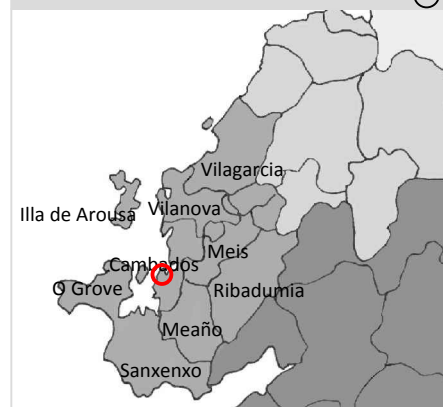 Vilagarcia
Illa de Arousa
Vilanova
Meis
Cambados
O Grove
Ribadumia
Meaño
Sanxenxo